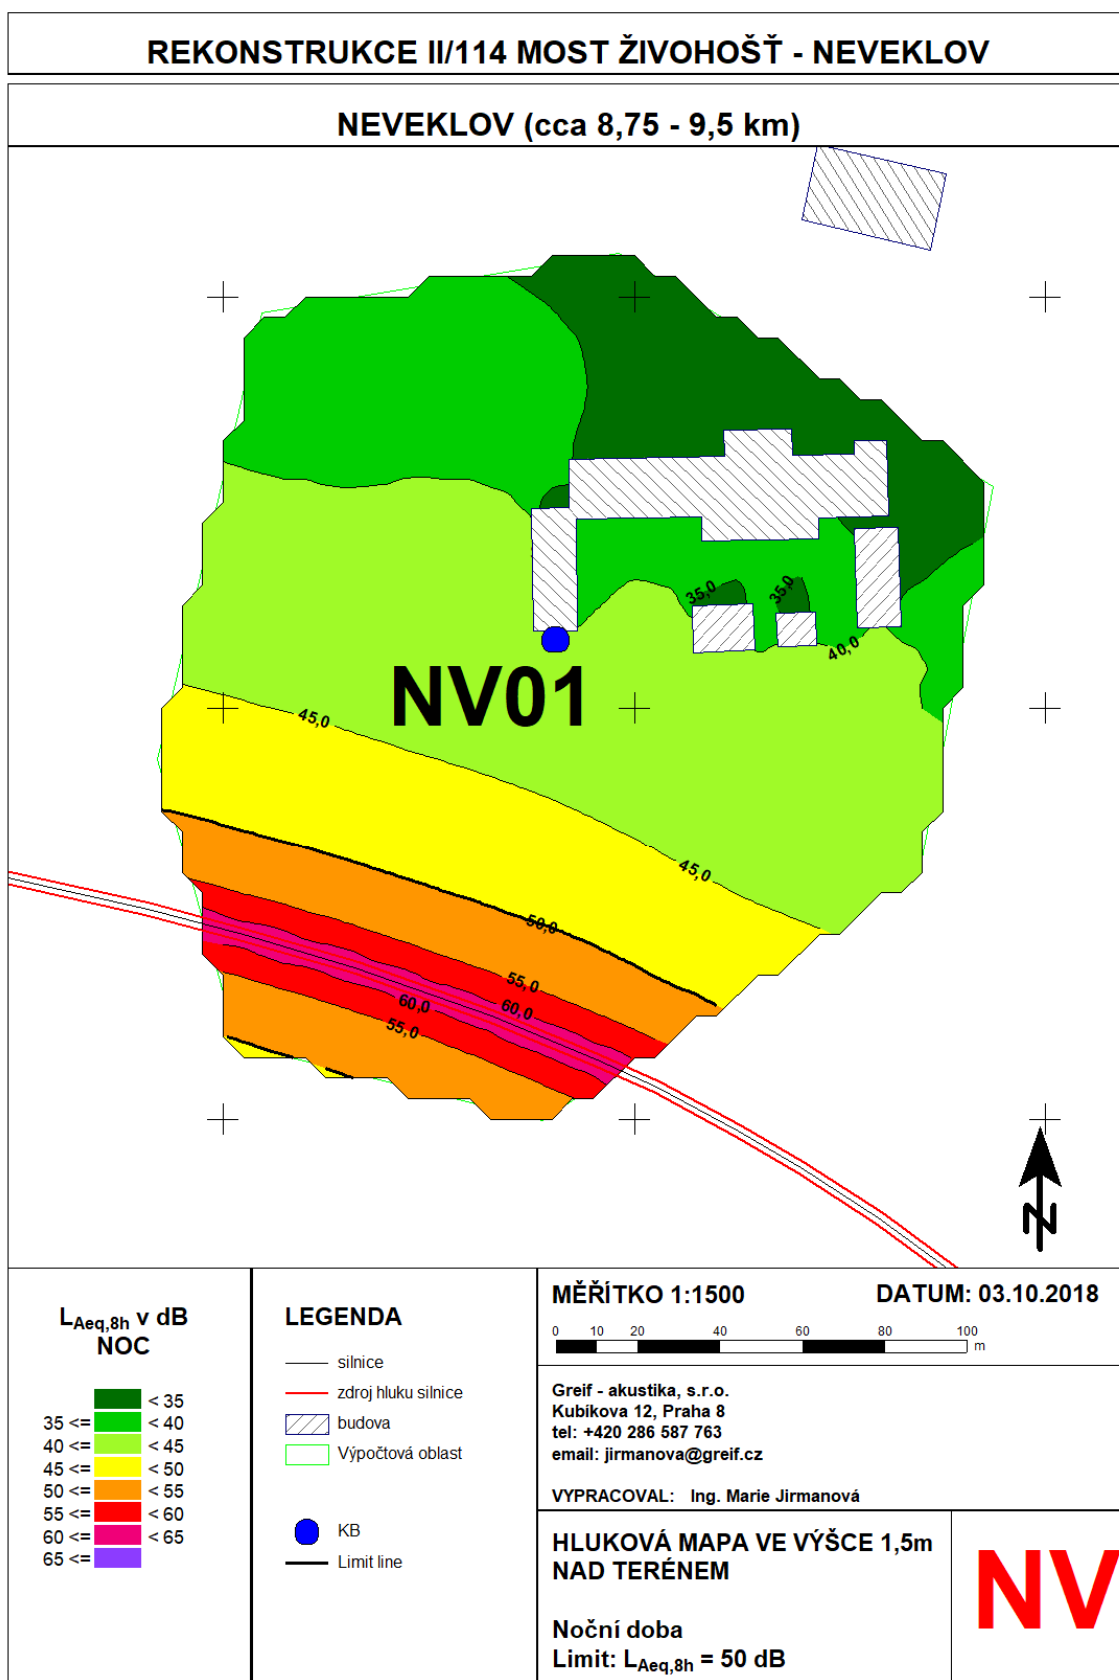 REKONSTRUKCE II/114 MOST ŽIVOHOŠŤ - NEVEKLOV
NEVEKLOV (cca 8,75 - 9,5 km)
35,0
35,0
40,0
NV01
45,0
45,0
50,0
55,0
60,0
60,0
55,0
N
LAeq,8h v dB
NOC
< 35
35 <= < 40
40 <= < 45
45 <= < 50
50 <= < 55
55 <= < 60
60 <= < 65
65 <=
LEGENDA
silnice
zdroj hluku silnice
budova
Výpočtová oblast
KB
Limit line
MĚŘÍTKO 1:1500 DATUM: 03.10.2018
0 10 20 40 60 80 100
m
Greif - akustika, s.r.o.
Kubíkova 12, Praha 8
tel: +420 286 587 763
email: jirmanova@greif.cz
VYPRACOVAL: Ing. Marie Jirmanová
HLUKOVÁ MAPA VE VÝŠCE 1,5m
NAD TERÉNEM
Noční doba
Limit: LAeq,8h = 50 dB
NV